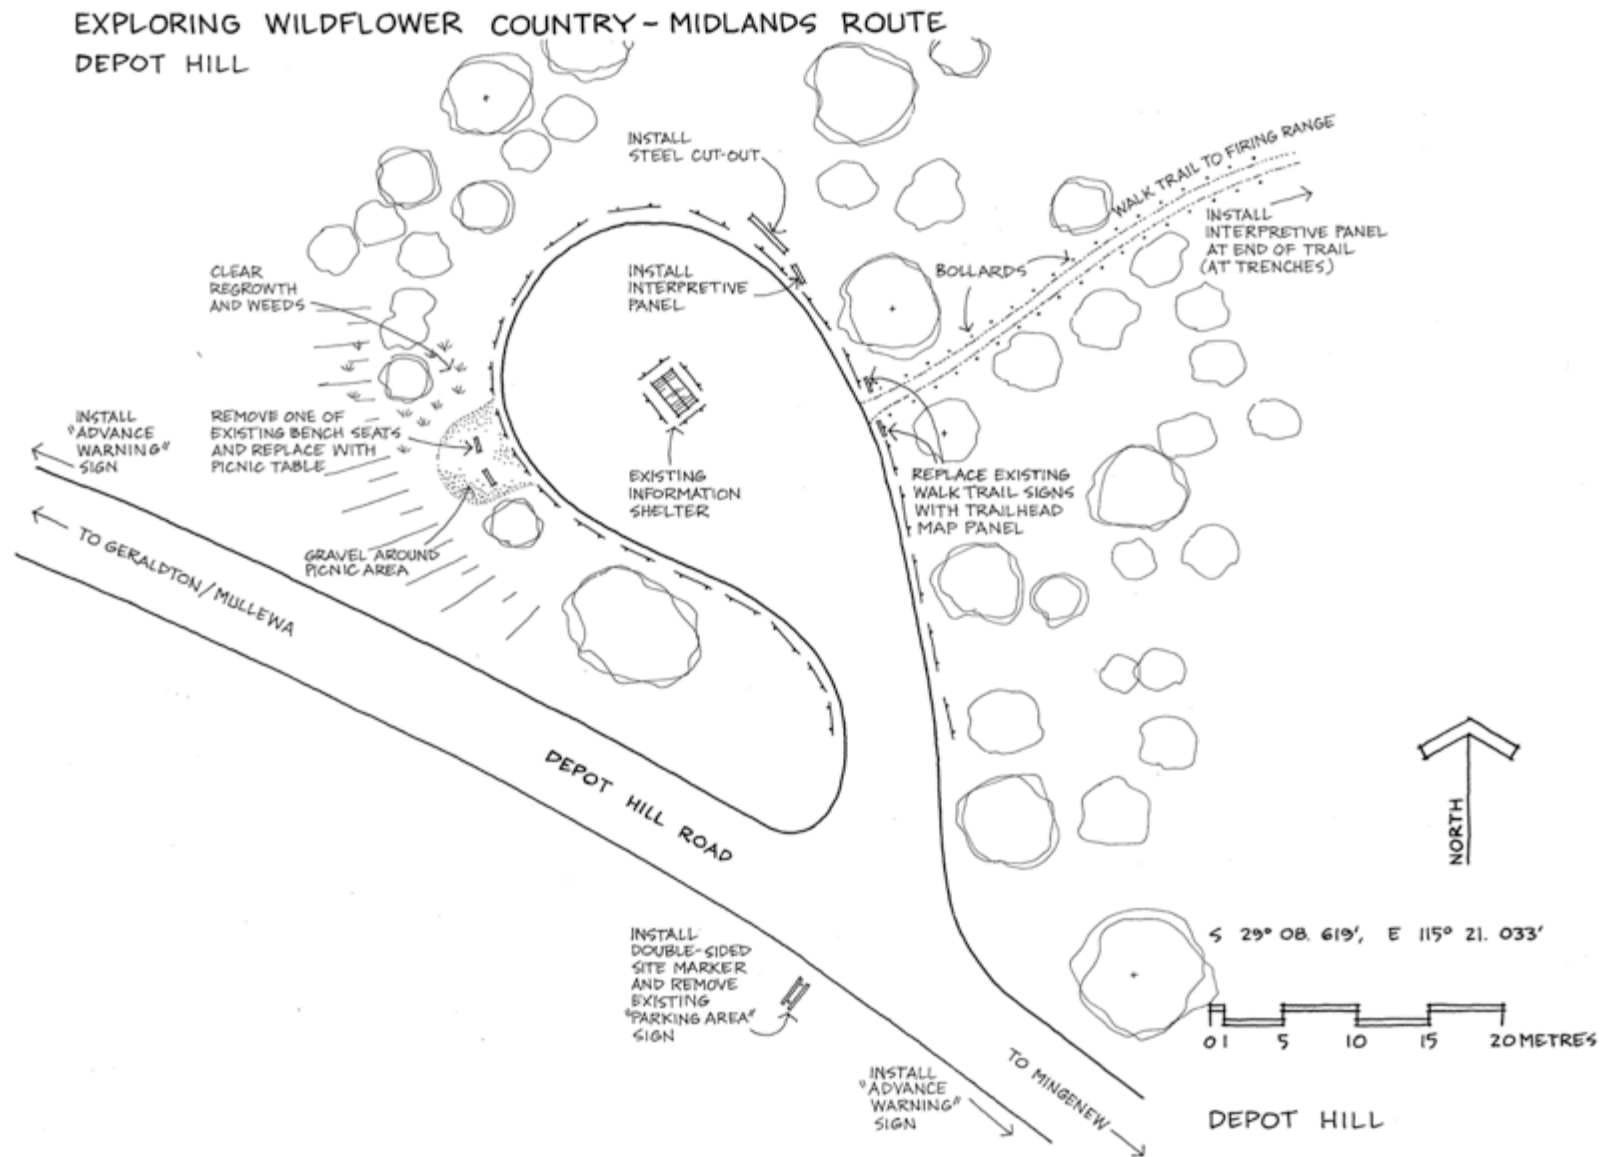 EXPLORING WILDFLOWER COUNTRY - MIDLANDS ROUTE
DEPOT HILL
INSTALL
STEEL CUT-OUT
WALK TRAIL TO FIRING RANGE
INSTALL
INTERPRETIVE PANEL
AT END OF TRAIL
(AT TRENCHES)
BOLLARDS
CLEAR
REGROWTH
AND WEEDS
INSTALL
INTERPRETIVE
PANEL
INSTALL
"ADVANCE
WARNING"
SIGN
REMOVE ONE OF
EXISTING BENCH SEATS
AND REPLACE WITH
PICNIC TABLE
EXISTING
INFORMATION
SHELTER
REPLACE EXISTING
WALK TRAIL SIGNS
WITH TRAILHEAD
MAP PANEL
GRAVEL AROUND
PICNIC AREA
TO GERALDTON/MULLEWA
DEPOT HILL ROAD
NORTH
INSTALL
DOUBLE-SIDED
SITE MARKER
AND REMOVE
EXISTING
"PARKING AREA"
SIGN
S 29° 08. 619', E 115° 21. 033'
0 1 5 10 15 20 METRES
INSTALL
"ADVANCE
WARNING"
SIGN
TO MINGENEW
DEPOT HILL